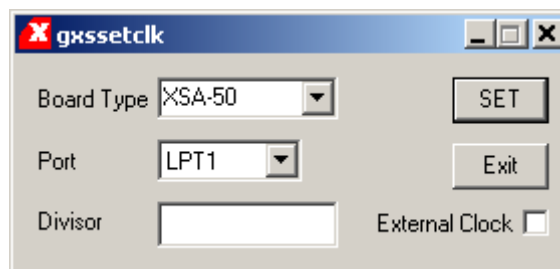 gxssetclk
Board Type XSA-50 SET
Port LPT1 Exit
Divisor External Clock